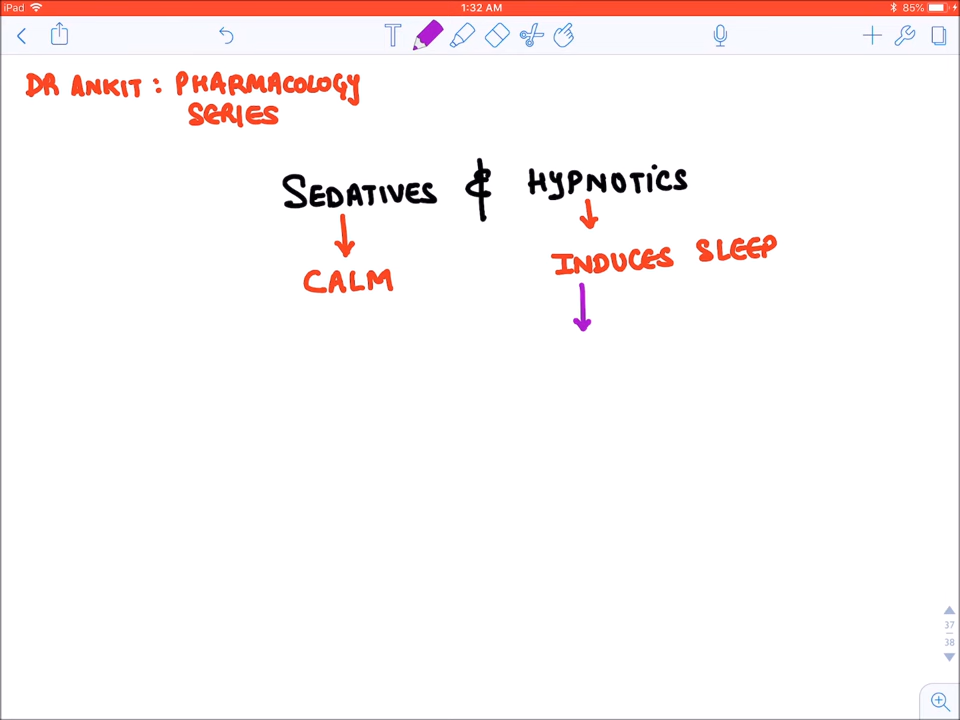 iPad 1:32 AM 85%
T
DR ANKIT : PHARMACOLOGY
SERIES
SEDATIVES & HYPNOTICS
CALM
INDUCES SLEEP
37
38